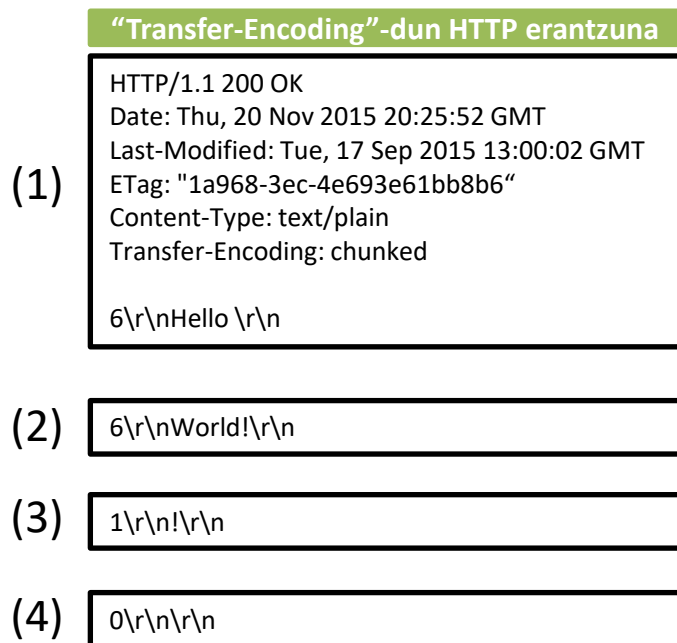 “Transfer-Encoding”-dun HTTP erantzuna
(1)
HTTP/1.1 200 OK
Date: Thu, 20 Nov 2015 20:25:52 GMT
Last-Modified: Tue, 17 Sep 2015 13:00:02 GMT
ETag: "1a968-3ec-4e693e61bb8b6“
Content-Type: text/plain
Transfer-Encoding: chunked
6\r\nHello \r\n
(2)
6\r\nWorld!\r\n
(3)
1\r\n!\r\n
(4)
0\r\n\r\n